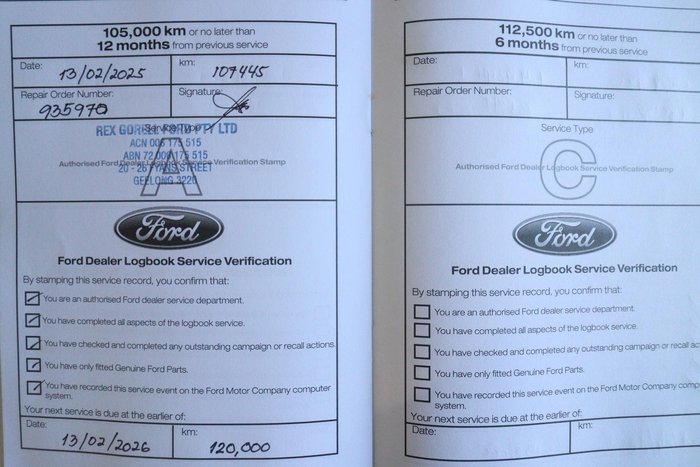 105,000 km or no later than
12 months from previous service
Date: 13/02/2025 km: 107445
Repair Order Number: 935970 Signature:
Service Type
REX GORELL FORD PTY LTD
ACN 006 175 515
ABN 72 006 175 515
A
Authorised Ford Dealer Logbook Service Verification Stamp
20 - 26 FYANS STREET
GEELONG 3220
Ford
Ford Dealer Logbook Service Verification
By stamping this service record, you confirm that:
You are an authorised Ford dealer service department.
You have completed all aspects of the logbook service.
You have checked and completed any outstanding campaign or recall actions.
You have only fitted Genuine Ford Parts.
You have recorded this service event on the Ford Motor Company computer
system.
Your next service is due at the earlier of:
Date: 13/02/2026 km: 120,000
112,500 km or no later than
6 months from previous service
Date: km:
Repair Order Number: Signature:
Service Type
C
Authorised Ford Dealer Logbook Service Verification Stamp
Ford
Ford Dealer Logbook Service Verification
By stamping this service record, you confirm that:
You are an authorised Ford dealer service department.
You have completed all aspects of the logbook service.
You have checked and completed any outstanding campaign or recall ac
You have only fitted Genuine Ford Parts.
You have recorded this service event on the Ford Motor Company comp
system.
Your next service is due at the earlier of:
Date: km: